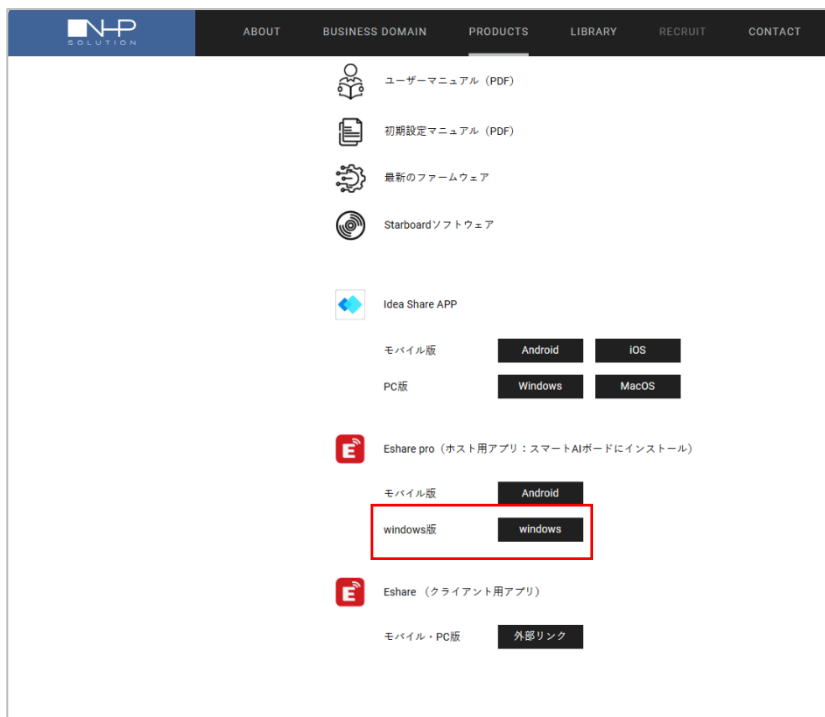 NHP
SOLUTION
ABOUT BUSINESS DOMAIN PRODUCTS LIBRARY RECRUIT CONTACT
ユーザーマニュアル（PDF）
初期設定マニュアル（PDF）
最新のファームウェア
Starboardソフトウェア
Idea Share APP
モバイル版 Android iOS
PC版 Windows MacOS
E
Eshare pro（ホスト用アプリ：スマートAIボードにインストール）
モバイル版 Android
windows版 windows
E
Eshare （クライアント用アプリ）
モバイル・PC版 外部リンク